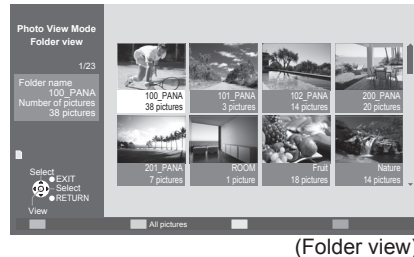 Photo View Mode
Folder view
1/23
Folder name
100_PANA
Number of pictures
38 pictures
100_PANA
38 pictures
101_PANA
3 pictures
102_PANA
14 pictures
200_PANA
20 pictures
201_PANA
7 pictures
ROOM
1 picture
Fruit
18 pictures
Nature
14 pictures
Select
EXIT
Select
RETURN
View
All pictures
(Folder view)